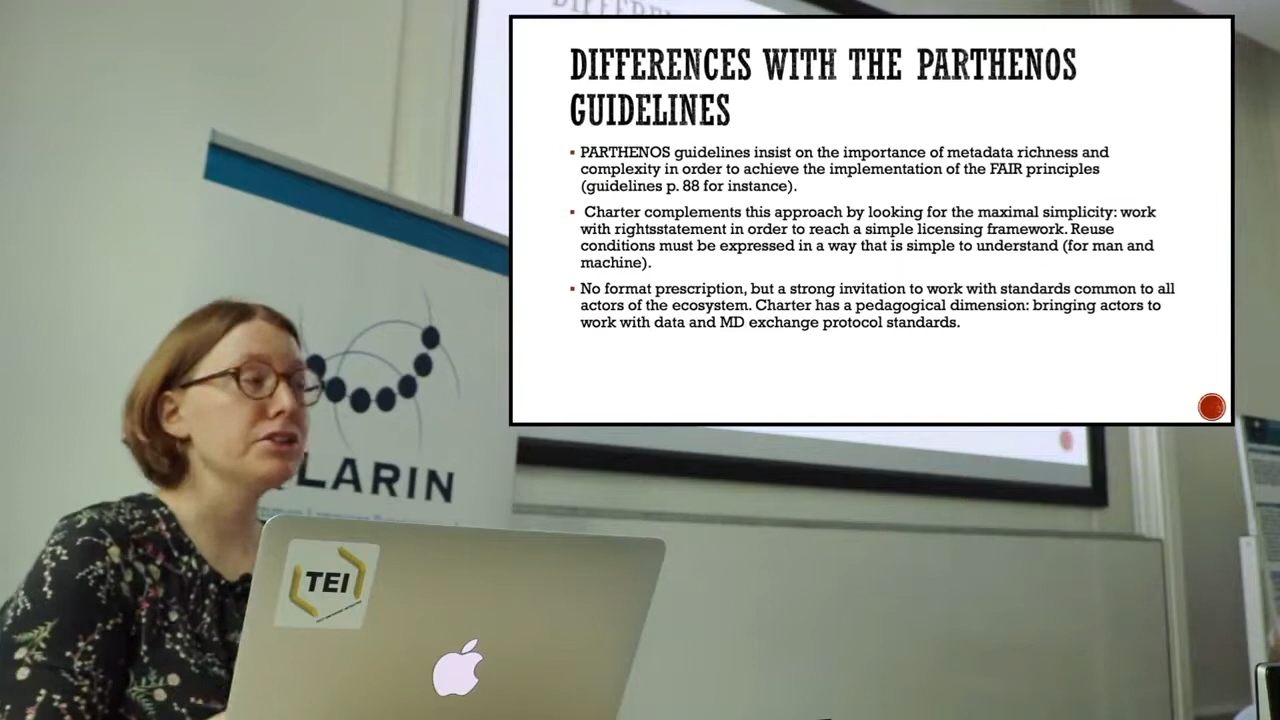 DIFFERENCES WITH THE PARTHENOS
GUIDELINES
▪ PARTHENOS guidelines insist on the importance of metadata richness and
complexity in order to achieve the implementation of the FAIR principles
(guidelines p. 88 for instance).
▪ Charter complements this approach by looking for the maximal simplicity: work
with rightsstatement in order to reach a simple licensing framework. Reuse
conditions must be expressed in a way that is simple to understand (for man and
machine).
▪ No format prescription, but a strong invitation to work with standards common to all
actors of the ecosystem. Charter has a pedagogical dimension: bringing actors to
work with data and MD exchange protocol standards.
LARIN
TEI